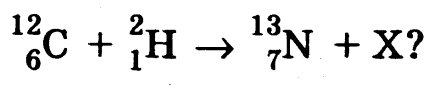 ¹²₆C + ²₁H → ¹³₇N + X?